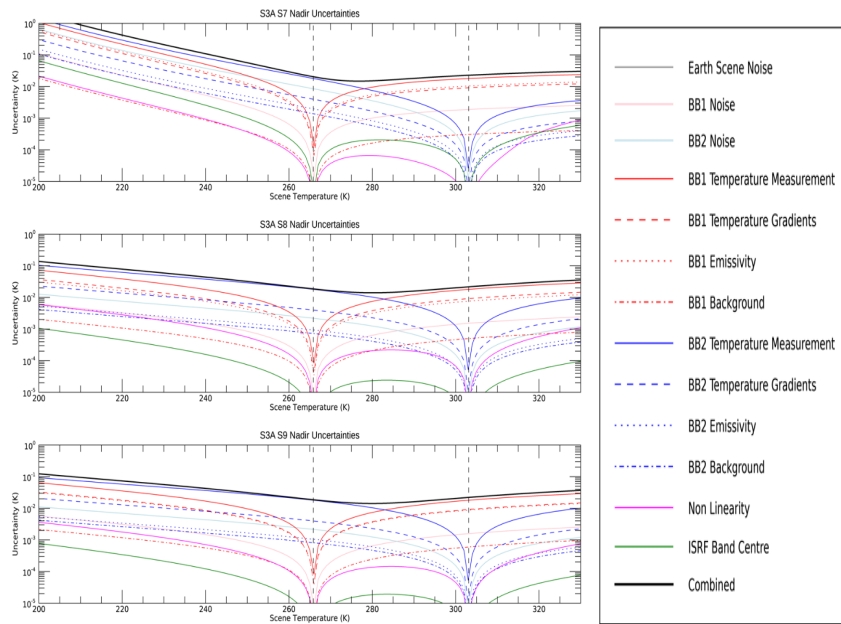 S3A S7 Nadir Uncertainties
Uncertainty (K)
10⁰
10⁻¹
10⁻²
10⁻³
10⁻⁴
10⁻⁵
200 220 240 260 280 300 320
Scene Temperature (K)
S3A S8 Nadir Uncertainties
Uncertainty (K)
10⁰
10⁻¹
10⁻²
10⁻³
10⁻⁴
10⁻⁵
200 220 240 260 280 300 320
Scene Temperature (K)
S3A S9 Nadir Uncertainties
Uncertainty (K)
10⁰
10⁻¹
10⁻²
10⁻³
10⁻⁴
10⁻⁵
200 220 240 260 280 300 320
Scene Temperature (K)
Earth Scene Noise
BB1 Noise
BB2 Noise
BB1 Temperature Measurement
BB1 Temperature Gradients
BB1 Emissivity
BB1 Background
BB2 Temperature Measurement
BB2 Temperature Gradients
BB2 Emissivity
BB2 Background
Non Linearity
ISRF Band Centre
Combined